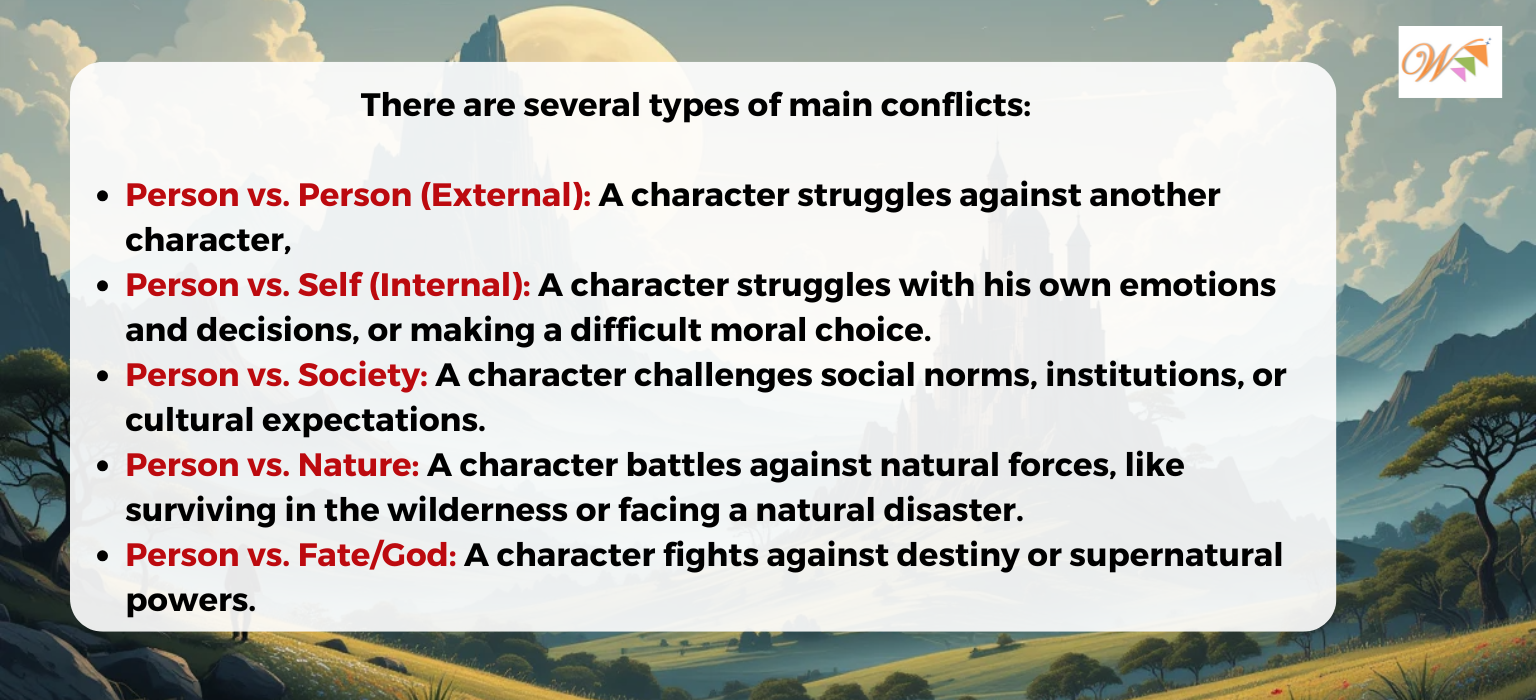 There are several types of main conflicts:
• Person vs. Person (External): A character struggles against another
character,
• Person vs. Self (Internal): A character struggles with his own emotions
and decisions, or making a difficult moral choice.
• Person vs. Society: A character challenges social norms, institutions, or
cultural expectations.
• Person vs. Nature: A character battles against natural forces, like
surviving in the wilderness or facing a natural disaster.
• Person vs. Fate/God: A character fights against destiny or supernatural
powers.
W